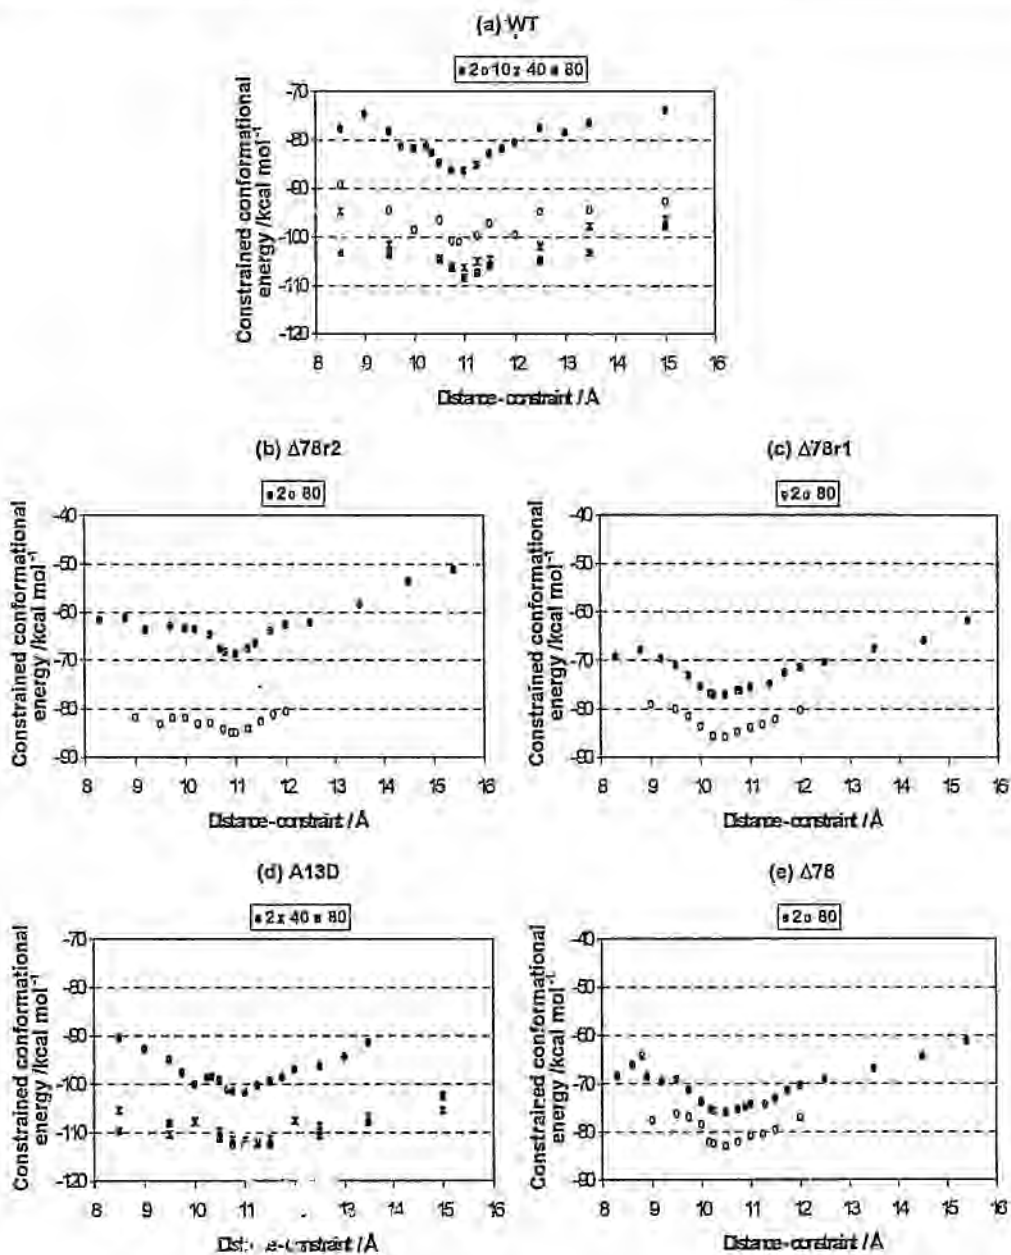 (a) WT
2 10 40 80
Constrained conformational
energy /kcal mol⁻¹
-70
-80
-90
-100
-110
-120
8 9 10 11 12 13 14 15 16
Distance-constraint / Å
(b) Δ78r2
2 80
Constrained conformational
energy /kcal mol⁻¹
-40
-50
-60
-70
-80
-90
8 9 10 11 12 13 14 15 16
Distance-constraint / Å
(c) Δ78r1
2 80
Constrained conformational
energy /kcal mol⁻¹
-40
-50
-60
-70
-80
-90
8 9 10 11 12 13 14 15 16
Distance-constraint / Å
(d) A13D
2 40 80
Constrained conformational
energy /kcal mol⁻¹
-70
-80
-90
-100
-110
-120
8 9 10 11 12 13 14 15 16
Distance-constraint / Å
(e) Δ78
2 80
Constrained conformational
energy /kcal mol⁻¹
-40
-50
-60
-70
-80
-90
8 9 10 11 12 13 14 15 16
Distance-constraint / Å